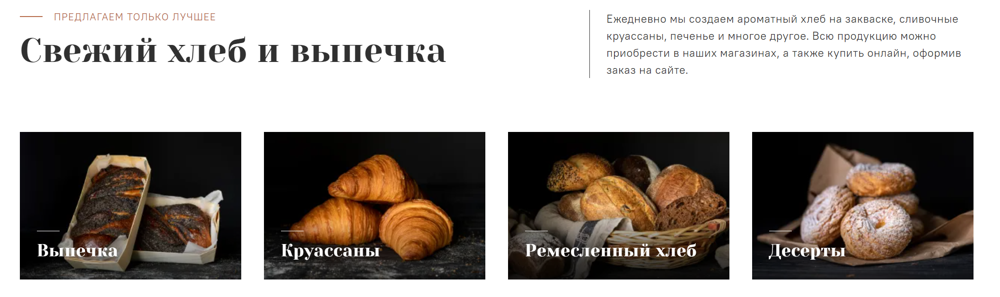 ПРЕДЛАГАЕМ ТОЛЬКО ЛУЧШЕЕ
Свежий хлеб и выпечка
Ежедневно мы создаем ароматный хлеб на закваске, сливочные
круассаны, печенье и многое другое. Всю продукцию можно
приобрести в наших магазинах, а также купить онлайн, оформив
заказ на сайте.
Выпечка
Круассаны
Ремесленный хлеб
Десерты